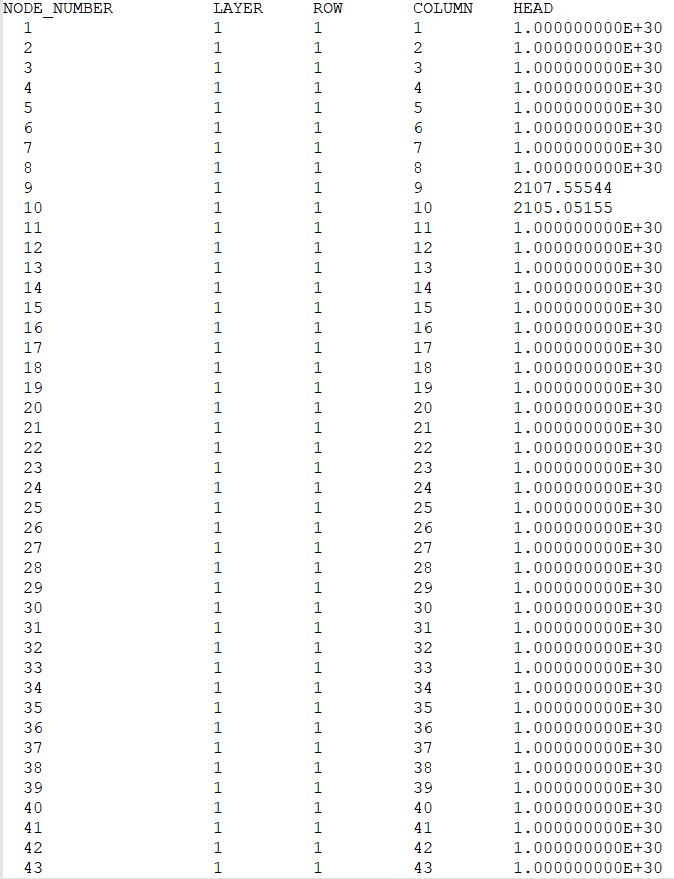 NODE_NUMBER LAYER ROW COLUMN HEAD
1 1 1 1 1.000000000E+30
2 1 1 2 1.000000000E+30
3 1 1 3 1.000000000E+30
4 1 1 4 1.000000000E+30
5 1 1 5 1.000000000E+30
6 1 1 6 1.000000000E+30
7 1 1 7 1.000000000E+30
8 1 1 8 1.000000000E+30
9 1 1 9 2107.55544
10 1 1 10 2105.05155
11 1 1 11 1.000000000E+30
12 1 1 12 1.000000000E+30
13 1 1 13 1.000000000E+30
14 1 1 14 1.000000000E+30
15 1 1 15 1.000000000E+30
16 1 1 16 1.000000000E+30
17 1 1 17 1.000000000E+30
18 1 1 18 1.000000000E+30
19 1 1 19 1.000000000E+30
20 1 1 20 1.000000000E+30
21 1 1 21 1.000000000E+30
22 1 1 22 1.000000000E+30
23 1 1 23 1.000000000E+30
24 1 1 24 1.000000000E+30
25 1 1 25 1.000000000E+30
26 1 1 26 1.000000000E+30
27 1 1 27 1.000000000E+30
28 1 1 28 1.000000000E+30
29 1 1 29 1.000000000E+30
30 1 1 30 1.000000000E+30
31 1 1 31 1.000000000E+30
32 1 1 32 1.000000000E+30
33 1 1 33 1.000000000E+30
34 1 1 34 1.000000000E+30
35 1 1 35 1.000000000E+30
36 1 1 36 1.000000000E+30
37 1 1 37 1.000000000E+30
38 1 1 38 1.000000000E+30
39 1 1 39 1.000000000E+30
40 1 1 40 1.000000000E+30
41 1 1 41 1.000000000E+30
42 1 1 42 1.000000000E+30
43 1 1 43 1.000000000E+30